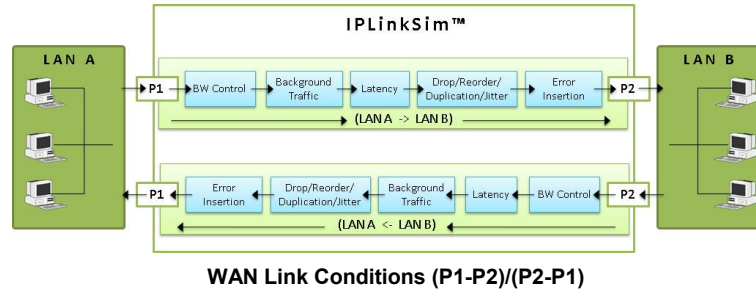 IPLinkSim™
LAN A
LAN B
P1
BW Control
Background
Traffic
Latency
Drop/Reorder/
Duplication/Jitter
Error
Insertion
P2
(LAN A -> LAN B)
P1
Error
Insertion
Drop/Reorder/
Duplication/Jitter
Background
Traffic
Latency
BW Control
P2
(LAN A <- LAN B)
WAN Link Conditions (P1-P2)/(P2-P1)